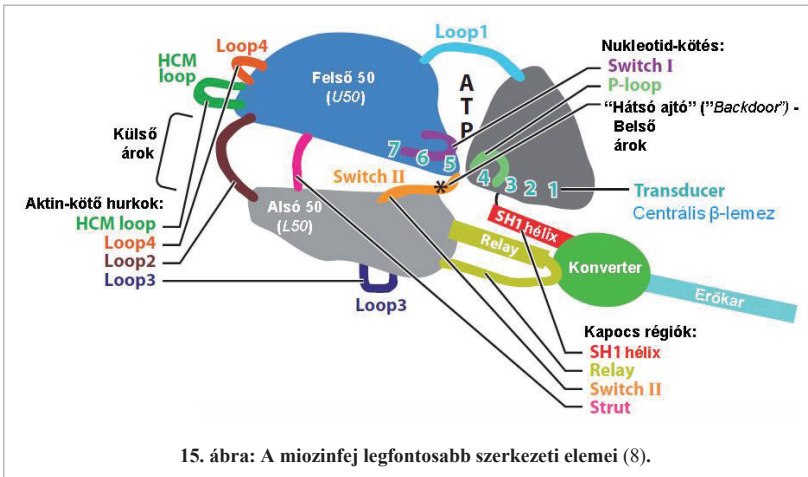 Loop4
Loop1
HCM
loop
Felső 50
(U50)
A
T
P
Nukleotid-kötés:
Switch I
P-loop
“Hátsó ajtó” (”Backdoor”) -
Belső
árok
Külső
árok
7 6 5
4 3 2 1
Switch II
*
Transducer
Centrális β-lemez
Aktin-kötő hurkok:
HCM loop
Loop4
Loop2
Loop3
Alsó 50
(L50)
SH1 hélix
Relay
Konverter
Erőkar
Loop3
Kapocs régiók:
SH1 hélix
Relay
Switch II
Strut
15. ábra: A miozinfej legfontosabb szerkezeti elemei (8).